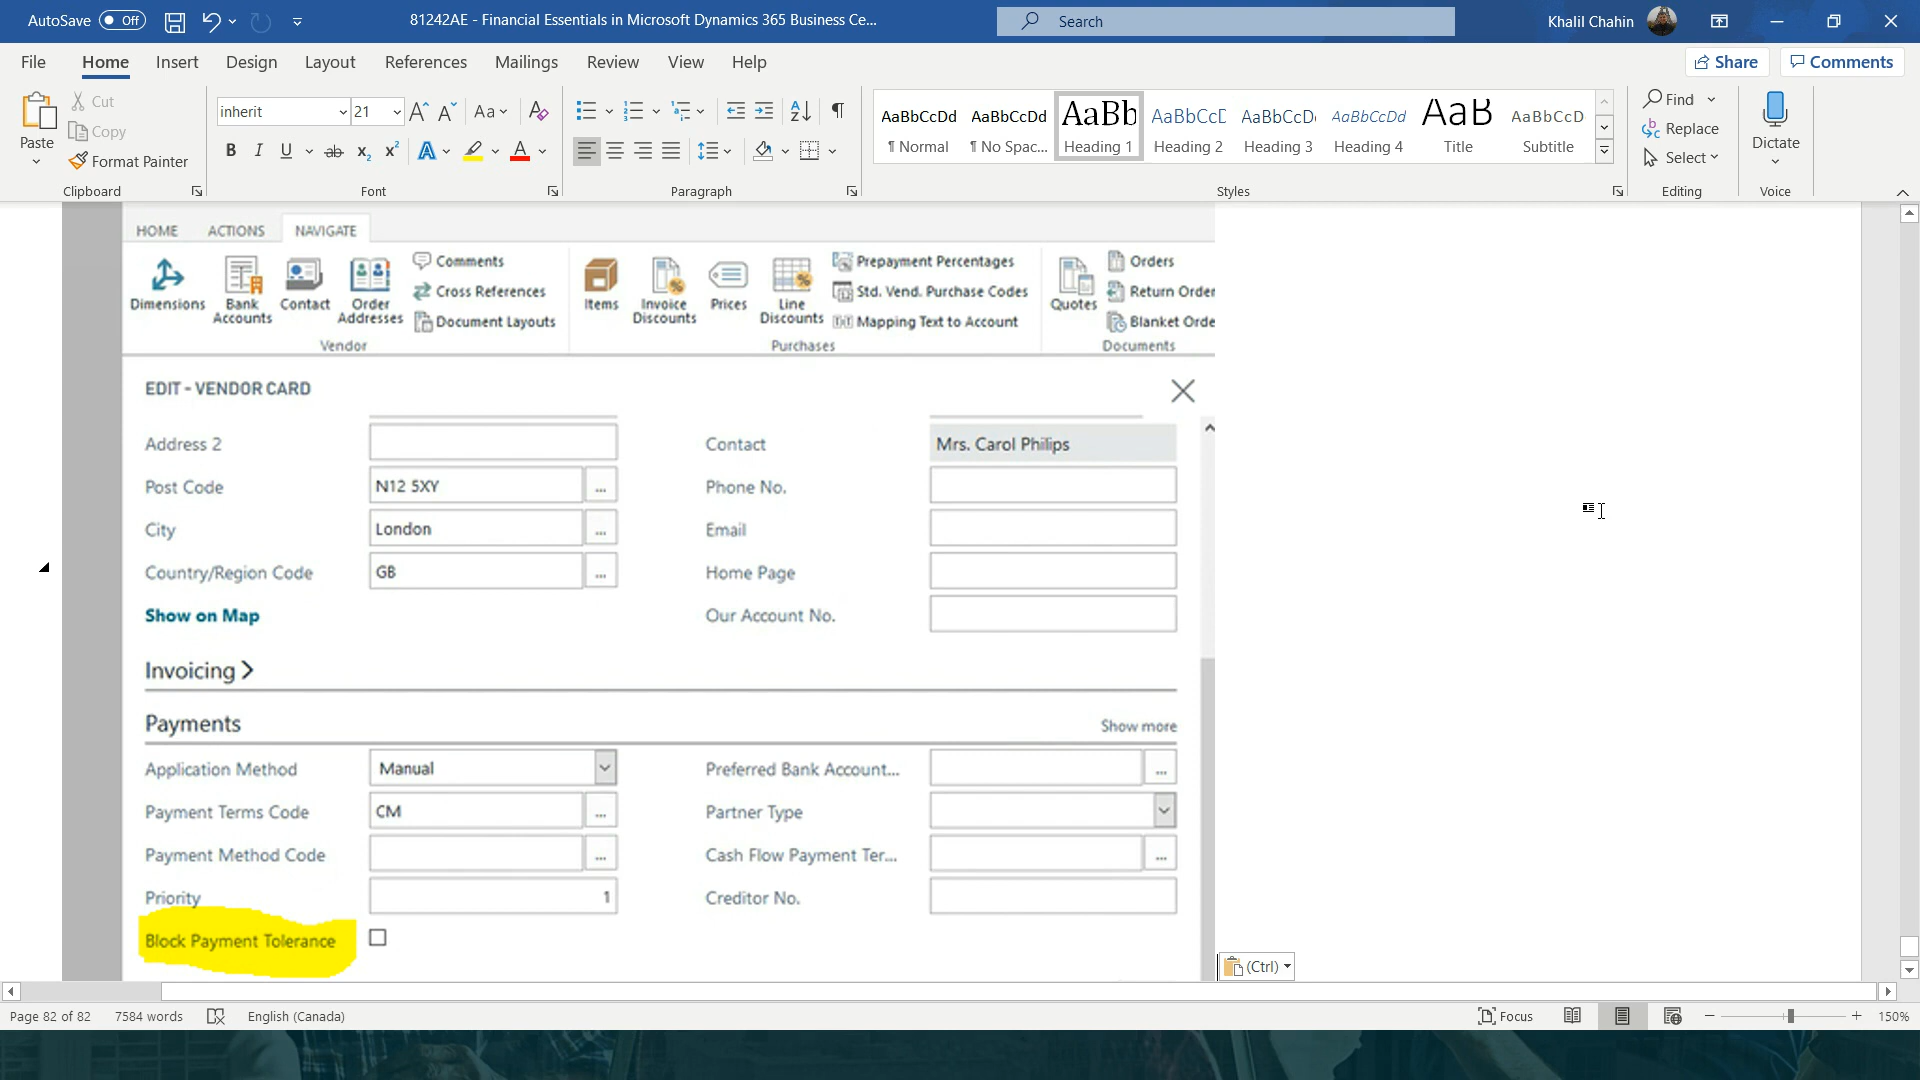 AutoSave Off
81242AE - Financial Essentials in Microsoft Dynamics 365 Business Ce...
Search
Khalil Chahin
File Home Insert Design Layout References Mailings Review View Help
Share Comments
Paste
Cut
Copy
Format Painter
Clipboard
inherit 21
Font
Paragraph
AaBbCcDd AaBbCcDd AaBb AaBbCcD AaBbCcD AaBbCcDd AaB AaBbCcD
¶ Normal ¶ No Spac... Heading 1 Heading 2 Heading 3 Heading 4 Title Subtitle
Styles
Find
Replace
Select
Editing
Dictate
Voice
HOME ACTIONS NAVIGATE
Dimensions
Bank Accounts
Contact
Order Addresses
Comments
Cross References
Document Layouts
Vendor
Items
Invoice Discounts
Prices
Line Discounts
Prepayment Percentages
Std. Vend. Purchase Codes
Mapping Text to Account
Purchases
Quotes
Orders
Return Order
Blanket Orde
Documents
EDIT - VENDOR CARD
Address 2
Contact Mrs. Carol Philips
Post Code N12 5XY ...
Phone No.
City London ...
Email
Country/Region Code GB ...
Home Page
Show on Map
Our Account No.
Invoicing >
Payments Show more
Application Method Manual
Preferred Bank Account... ...
Payment Terms Code CM ...
Partner Type
Payment Method Code ...
Cash Flow Payment Ter... ...
Priority 1
Creditor No.
Block Payment Tolerance
(Ctrl)
Page 82 of 82 7584 words English (Canada)
Focus 150%